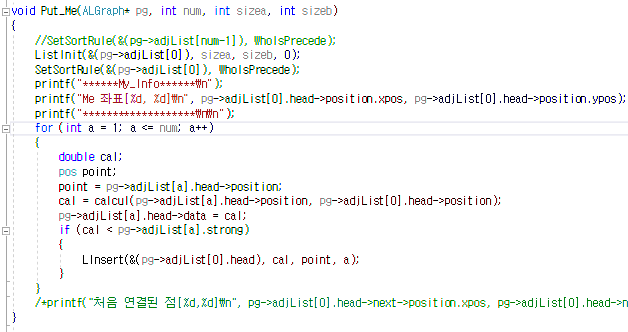 void Put_Me(ALGraph* pg, int num, int sizea, int sizeb)
{
//SetSortRule(&(pg->adjList[num-1]), WhoIsPrecede);
ListInit(&(pg->adjList[0]), sizea, sizeb, 0);
SetSortRule(&(pg->adjList[0]), WhoIsPrecede);
printf("******My_Info******₩n");
printf("Me 좌표[%d, %d]₩n", pg->adjList[0].head->position.xpos, pg->adjList[0].head->position.ypos);
printf("*******************₩n₩n");
for (int a = 1; a <= num; a++)
{
double cal;
pos point;
point = pg->adjList[a].head->position;
cal = calcul(pg->adjList[a].head->position, pg->adjList[0].head->position);
pg->adjList[a].head->data = cal;
if (cal < pg->adjList[a].strong)
{
LInsert(&(pg->adjList[0].head), cal, point, a);
}
}
/*printf("처음 연결된 점[%d,%d]₩n", pg->adjList[0].head->next->position.xpos, pg->adjList[0].head->n
}